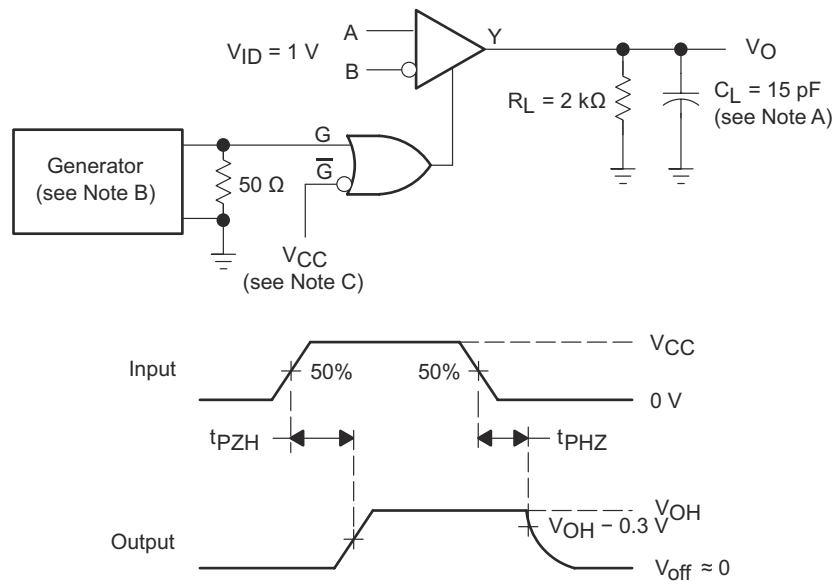 A
Y
V_ID = 1 V
V_O
B
R_L = 2 kΩ
C_L = 15 pF
(see Note A)
G
G̅
Generator
(see Note B)
50 Ω
V_CC
(see Note C)
V_CC
Input
50%
50%
0 V
t_PZH
t_PHZ
V_OH
V_OH − 0.3 V
Output
V_off ≈ 0